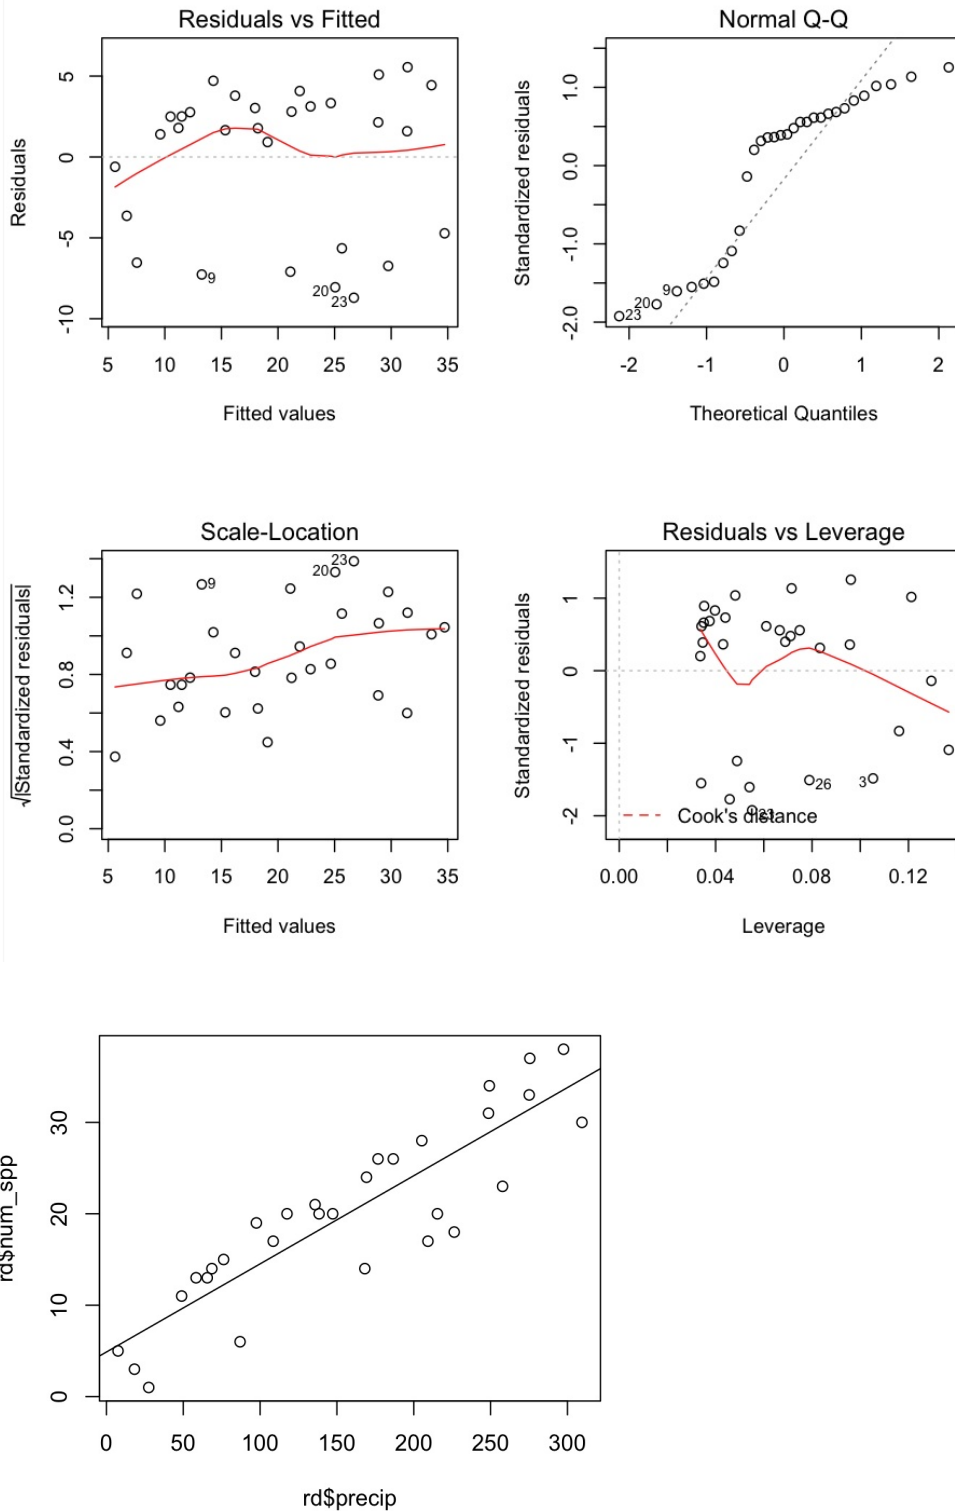 Residuals vs Fitted
Residuals
5
0
-5
-10
9
20
23
5 10 15 20 25 30 35
Fitted values
Normal Q-Q
Standardized residuals
1.0
0.0
-1.0
-2.0
9
20
23
-2 -1 0 1 2
Theoretical Quantiles
Scale-Location
√|Standardized residuals|
1.2
0.8
0.4
0.0
9
20
23
5 10 15 20 25 30 35
Fitted values
Residuals vs Leverage
Standardized residuals
1
0
-1
-2
26
3
23
Cook's distance
0.00 0.04 0.08 0.12
Leverage
rd$num_spp
30
20
10
0
0 50 100 150 200 250 300
rd$precip